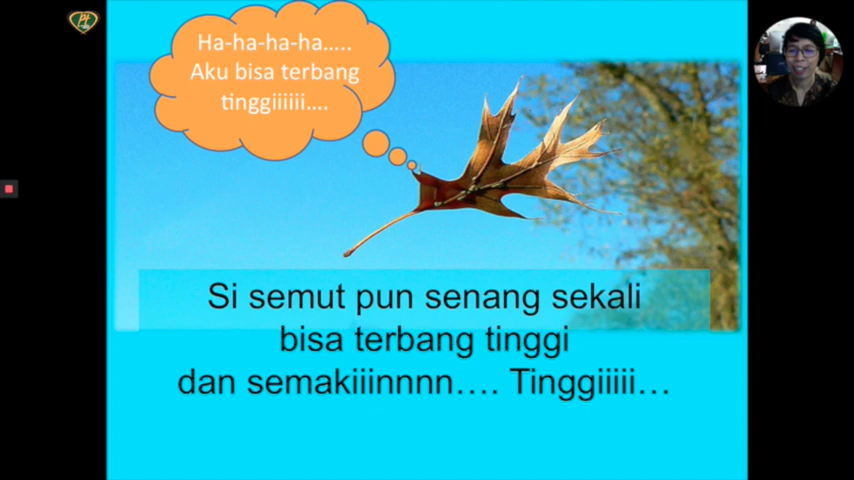 Ha-ha-ha-ha.....
Aku bisa terbang
tinggiiiiii....
Si semut pun senang sekali
bisa terbang tinggi
dan semakiiinnnn…. Tinggiiiii…